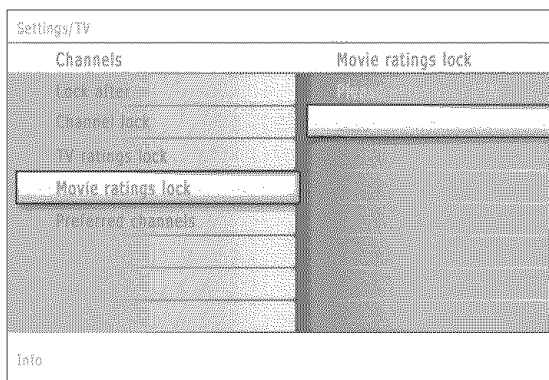 Settings/TV
Channels
Movie ratings lock
Lock after
Channel lock
TV ratings lock
Movie ratings lock
Preferred channels
Info